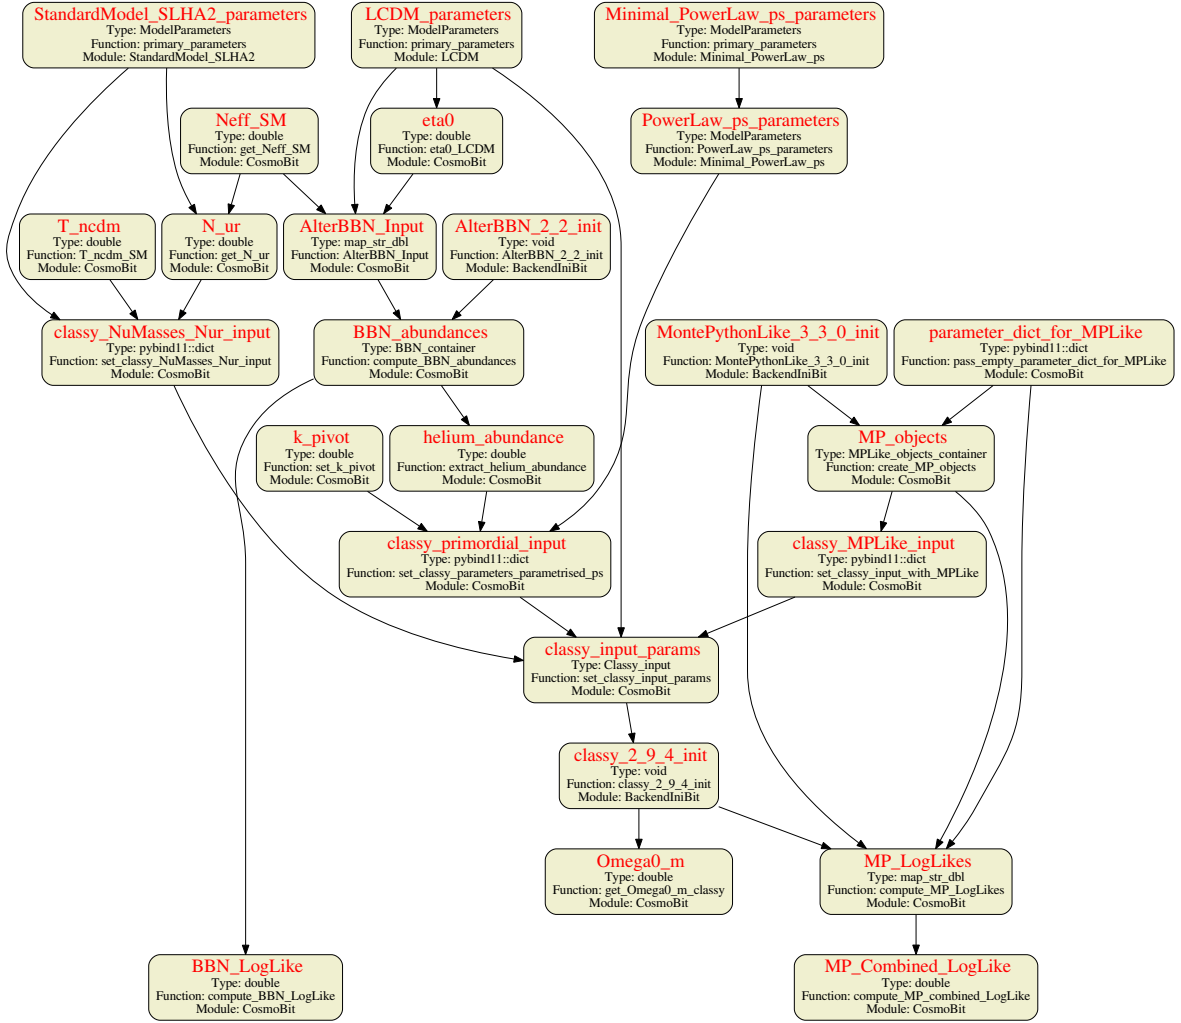 StandardModel_SLHA2_parameters
Type: ModelParameters
Function: primary_parameters
Module: StandardModel_SLHA2
LCDM_parameters
Type: ModelParameters
Function: primary_parameters
Module: LCDM
Minimal_PowerLaw_ps_parameters
Type: ModelParameters
Function: primary_parameters
Module: Minimal_PowerLaw_ps
Neff_SM
Type: double
Function: get_Neff_SM
Module: CosmoBit
eta0
Type: double
Function: eta0_LCDM
Module: CosmoBit
PowerLaw_ps_parameters
Type: ModelParameters
Function: PowerLaw_ps_parameters
Module: Minimal_PowerLaw_ps
T_ncdm
Type: double
Function: T_ncdm_SM
Module: CosmoBit
N_ur
Type: double
Function: get_N_ur
Module: CosmoBit
AlterBBN_Input
Type: map_str_dbl
Function: AlterBBN_Input
Module: CosmoBit
AlterBBN_2_2_init
Type: void
Function: AlterBBN_2_2_init
Module: BackendIniBit
classy_NuMasses_Nur_input
Type: pybind11::dict
Function: set_classy_NuMasses_Nur_input
Module: CosmoBit
BBN_abundances
Type: BBN_container
Function: compute_BBN_abundances
Module: CosmoBit
MontePythonLike_3_3_0_init
Type: void
Function: MontePythonLike_3_3_0_init
Module: BackendIniBit
parameter_dict_for_MPLike
Type: pybind11::dict
Function: pass_empty_parameter_dict_for_MPLike
Module: CosmoBit
k_pivot
Type: double
Function: set_k_pivot
Module: CosmoBit
helium_abundance
Type: double
Function: extract_helium_abundance
Module: CosmoBit
MP_objects
Type: MPLike_objects_container
Function: create_MP_objects
Module: CosmoBit
classy_primordial_input
Type: pybind11::dict
Function: set_classy_parameters_parametrised_ps
Module: CosmoBit
classy_MPLike_input
Type: pybind11::dict
Function: set_classy_input_with_MPLike
Module: CosmoBit
classy_input_params
Type: Classy_input
Function: set_classy_input_params
Module: CosmoBit
classy_2_9_4_init
Type: void
Function: classy_2_9_4_init
Module: BackendIniBit
Omega0_m
Type: double
Function: get_Omega0_m_classy
Module: CosmoBit
MP_LogLikes
Type: map_str_dbl
Function: compute_MP_LogLikes
Module: CosmoBit
BBN_LogLike
Type: double
Function: compute_BBN_LogLike
Module: CosmoBit
MP_Combined_LogLike
Type: double
Function: compute_MP_combined_LogLike
Module: CosmoBit